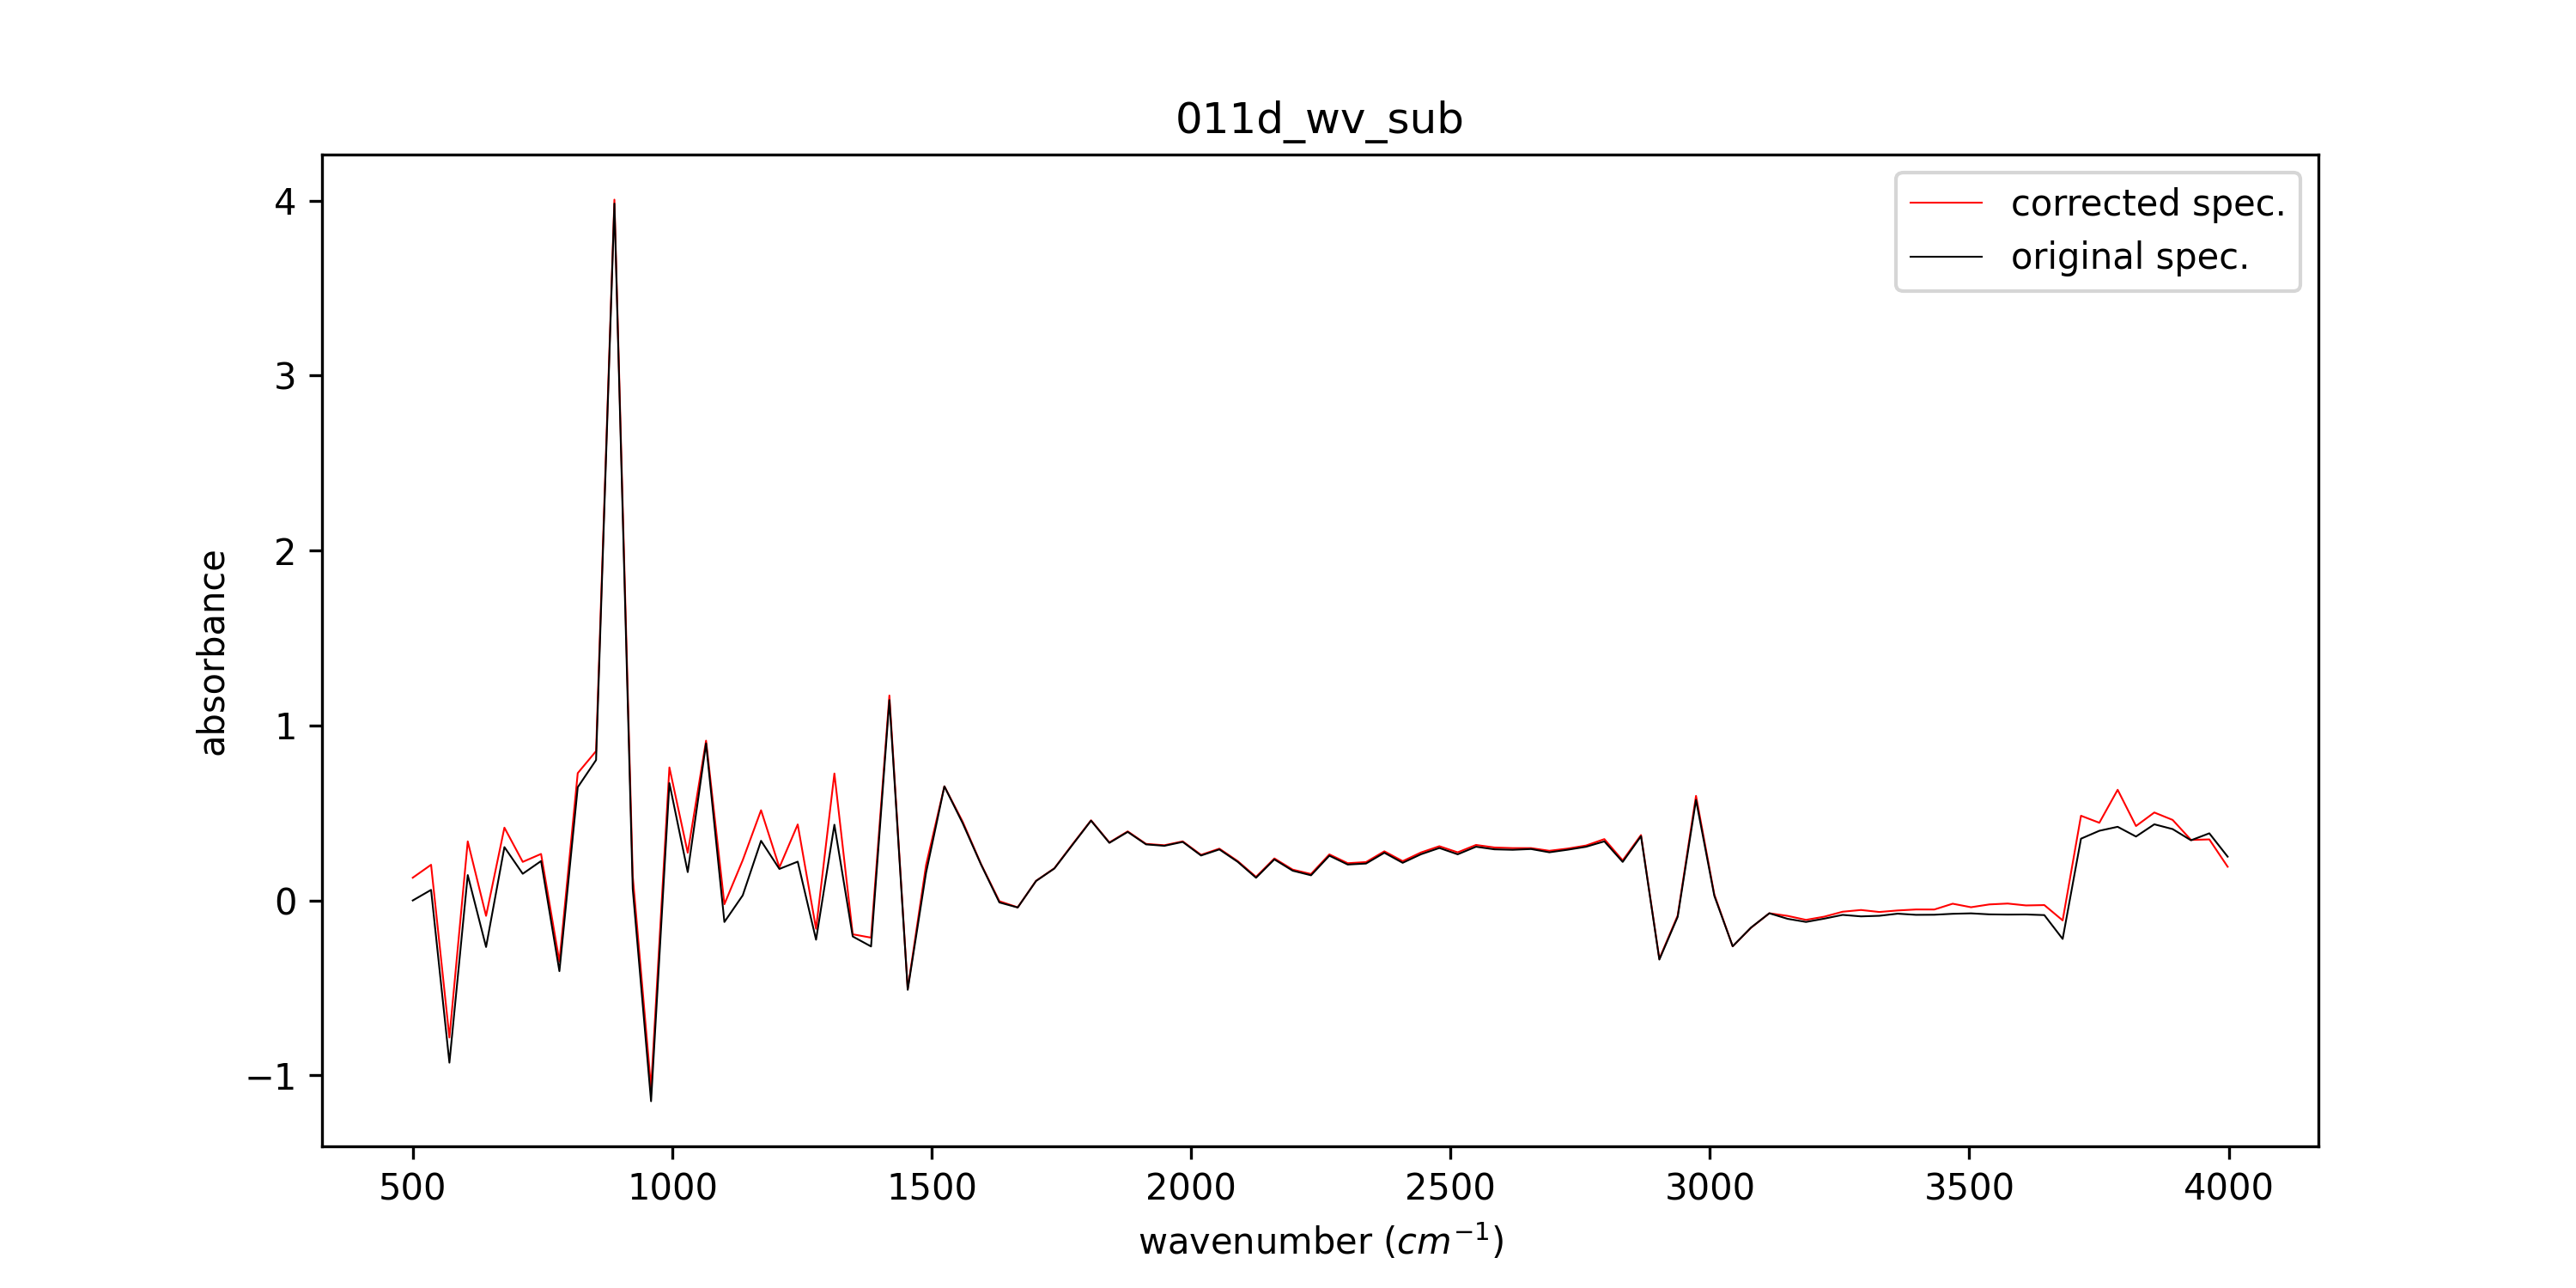 011d_wv_sub
corrected spec.
original spec.
absorbance
4
3
2
1
0
−1
500 1000 1500 2000 2500 3000 3500 4000
wavenumber (cm⁻¹)